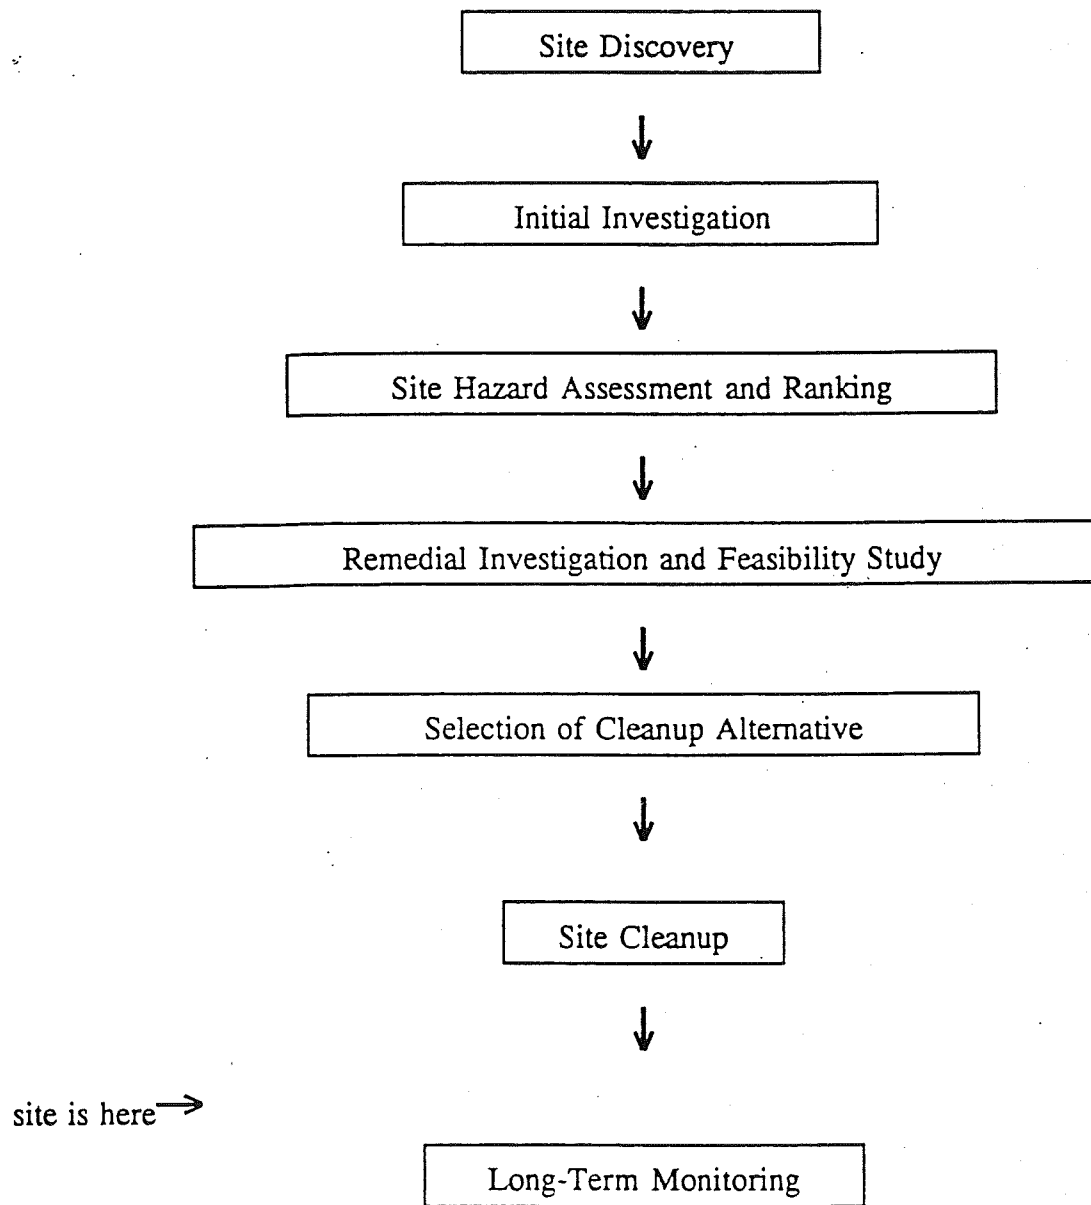 Site Discovery
Initial Investigation
Site Hazard Assessment and Ranking
Remedial Investigation and Feasibility Study
Selection of Cleanup Alternative
Site Cleanup
site is here
Long-Term Monitoring